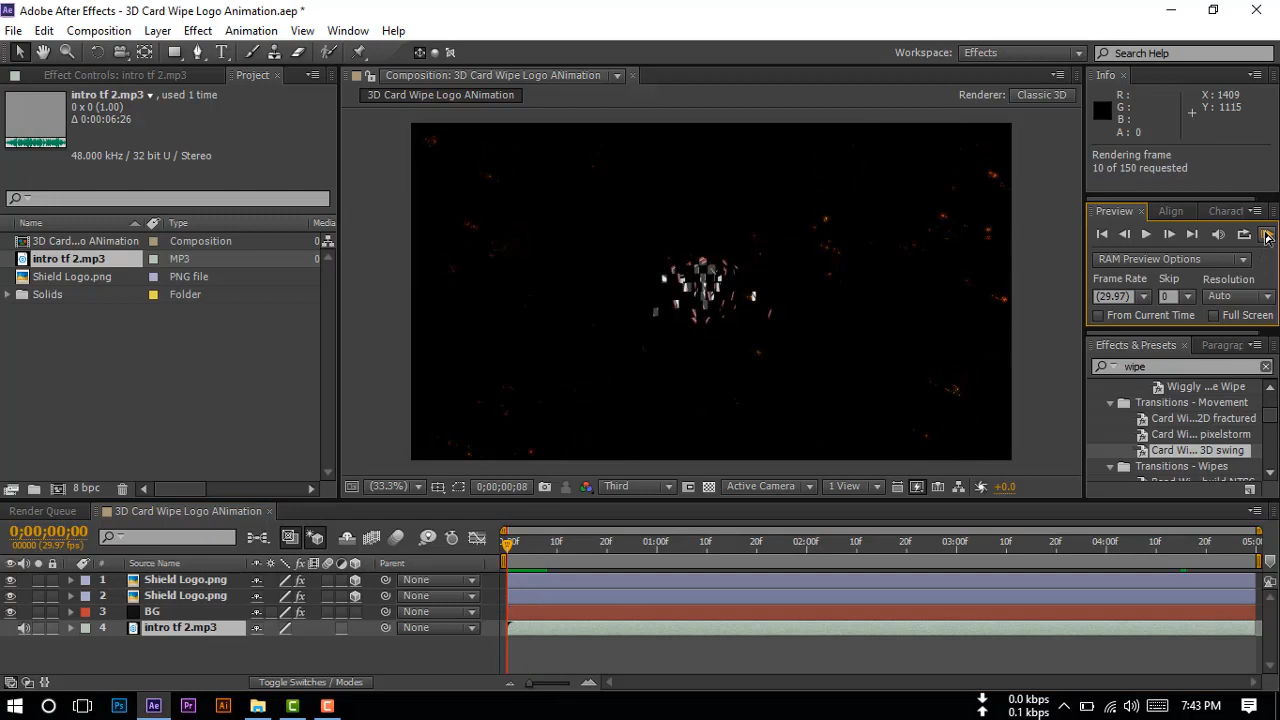 Adobe After Effects - 3D Card Wipe Logo Animation.aep *
File Edit Composition Layer Effect Animation View Window Help
Workspace: Effects Search Help
Effect Controls: intro tf 2.mp3 Project
intro tf 2.mp3, used 1 time
0 x 0 (1.00)
Δ 0:00:06:26
48.000 kHz / 32 bit U / Stereo
Name Type Media
3D Card...o ANimation Composition 0
intro tf 2.mp3 MP3 0
Shield Logo.png PNG file 0
Solids Folder 0
8 bpc
Composition: 3D Card Wipe Logo ANimation
3D Card Wipe Logo ANimation Renderer: Classic 3D
(33.3%) 0;00;00;08 Third Active Camera 1 View +0.0
Info
R : X : 1409
G : Y : 1115
B :
A : 0
Rendering frame
10 of 150 requested
Preview Align Charact
RAM Preview Options
Frame Rate Skip Resolution
(29.97) 0 Auto
From Current Time Full Screen
Effects & Presets Paragrap
wipe
Wiggly ...e Wipe
Transitions - Movement
Card Wi...2D fractured
Card Wi... pixelstorm
Card Wi... 3D swing
Transitions - Wipes
Render Queue 3D Card Wipe Logo ANimation
0;00;00;00
00000 (29.97 fps)
:00f 10f 20f 01:00f 10f 20f 02:00f 10f 20f 03:00f 10f 20f 04:00f 10f 20f 05:0
# Source Name Parent
1 Shield Logo.png fx None
2 Shield Logo.png fx None
3 BG fx None
4 intro tf 2.mp3 None
Toggle Switches / Modes
Ps Ae Pr Ai C C
0.0 kbps
0.1 kbps
7:43 PM